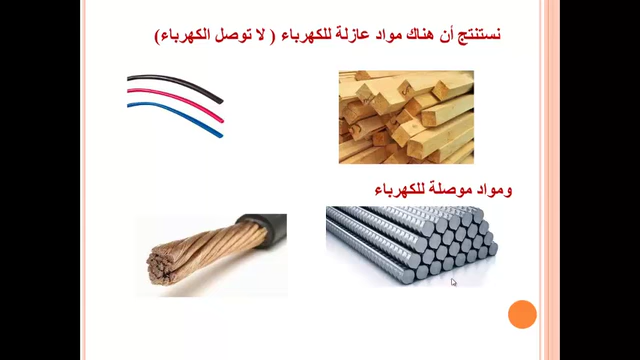 نستنتج أن هناك مواد عازلة للكهرباء ( لا توصل الكهرباء)
ومواد موصلة للكهرباء